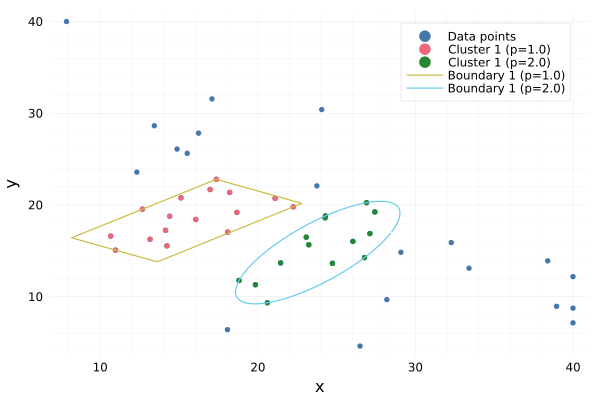 40
30
20
10
y
10
20
30
40
x
Data points
Cluster 1 (p=1.0)
Cluster 1 (p=2.0)
Boundary 1 (p=1.0)
Boundary 1 (p=2.0)